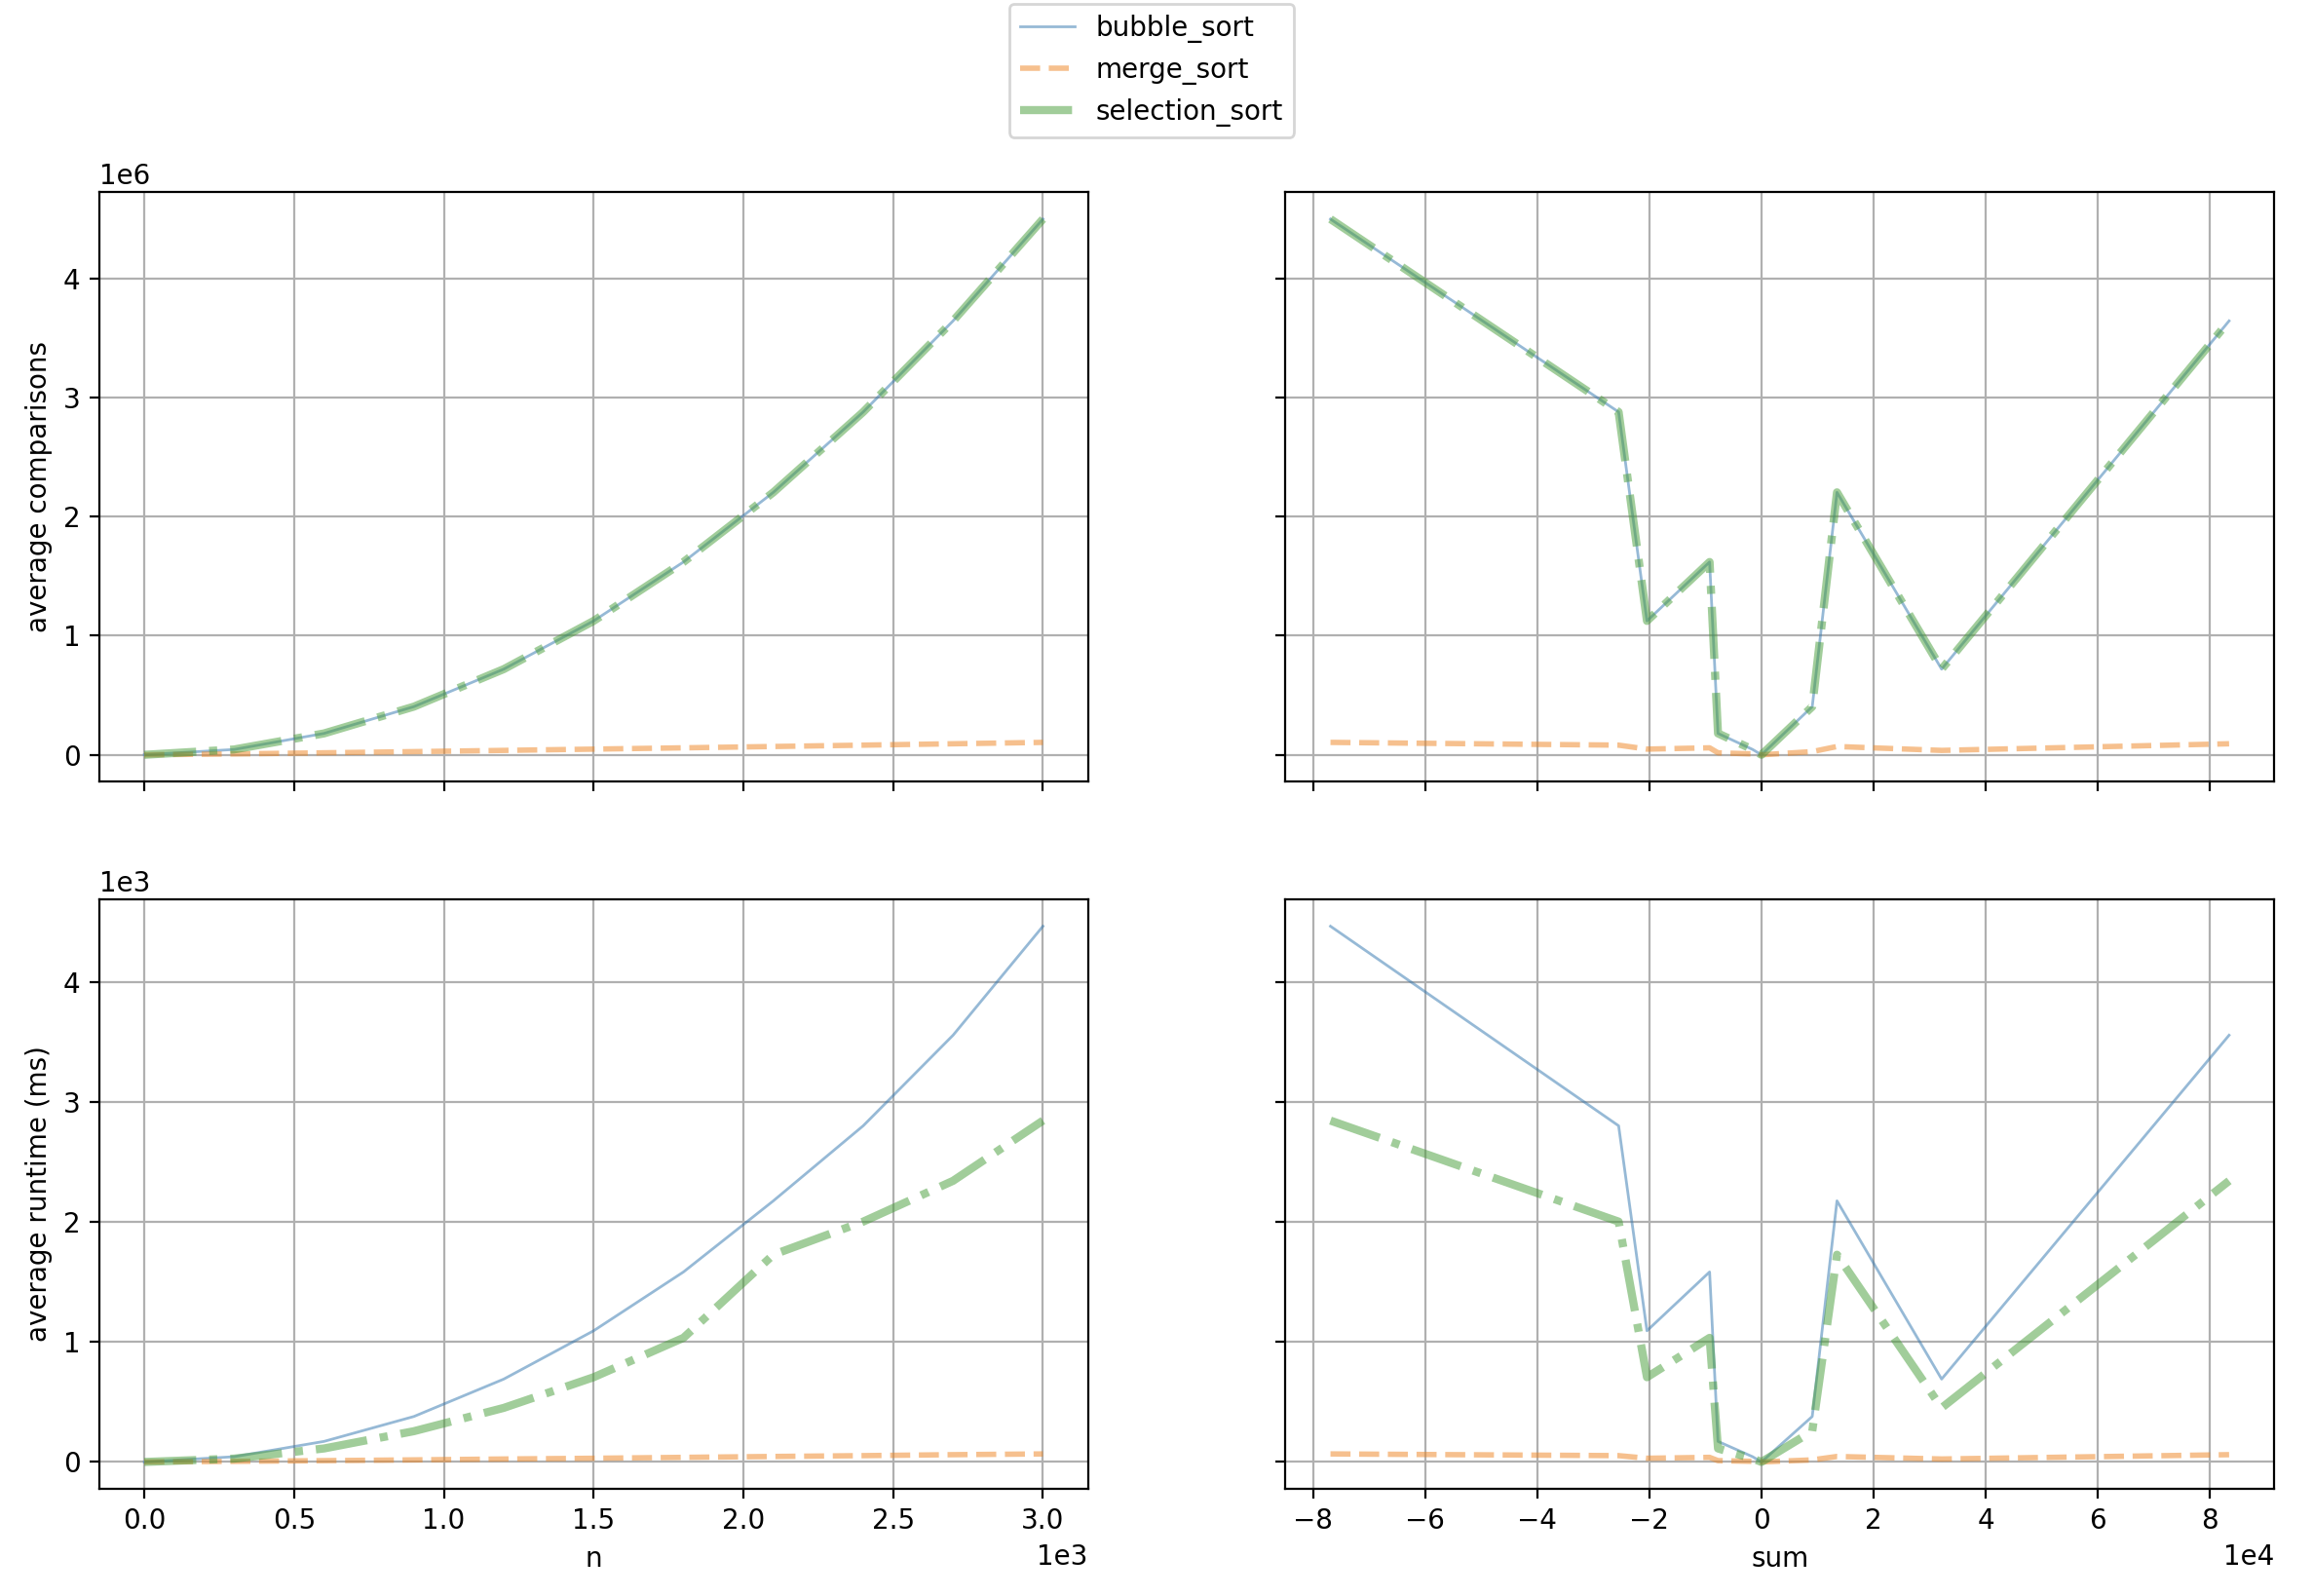 bubble_sort
merge_sort
selection_sort
1e6
4
3
2
1
0
average comparisons
1e3
4
3
2
1
0
average runtime (ms)
0.0 0.5 1.0 1.5 2.0 2.5 3.0
n
1e3
−8 −6 −4 −2 0 2 4 6 8
sum
1e4